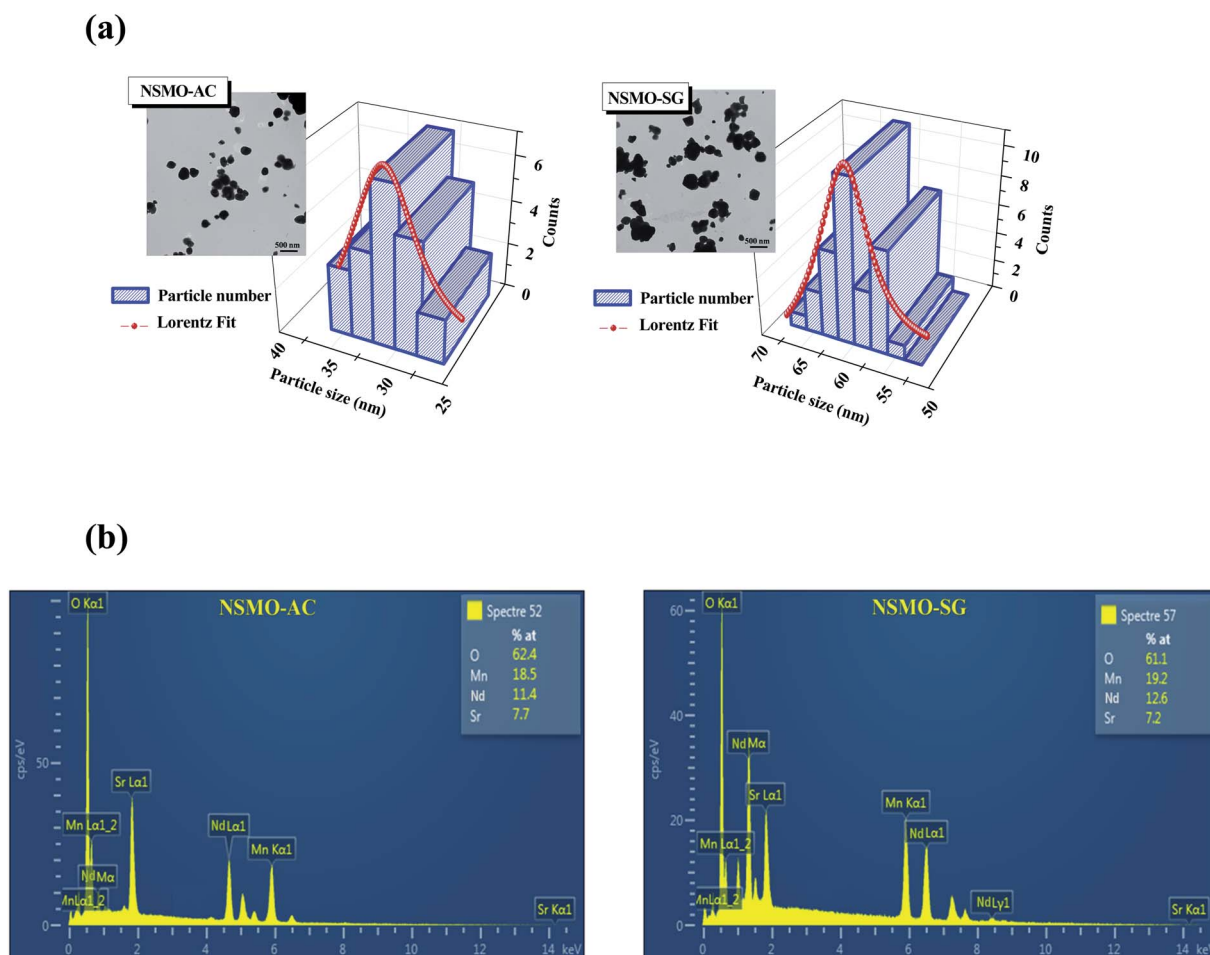 (a)
NSMO-AC
500 nm
Particle number
Lorentz Fit
6
4
2
0
Counts
40
35
30
25
Particle size (nm)
NSMO-SG
500 nm
Particle number
Lorentz Fit
10
8
6
4
2
0
Counts
70
65
60
55
50
Particle size (nm)
(b)
NSMO-AC
O Kα1
Spectre 52
% at
O 62.4
Mn 18.5
Nd 11.4
Sr 7.7
cps/eV
50
0
Sr Lα1
Mn Lα1_2
Nd Mα
MnLα1_2
Nd Lα1
Mn Kα1
Sr Kα1
0 2 4 6 8 10 12 14 keV
NSMO-SG
O Kα1
Spectre 57
% at
O 61.1
Mn 19.2
Nd 12.6
Sr 7.2
cps/eV
60
40
20
0
Nd Mα
Sr Lα1
Mn Lα1_2
MnLα1_2
Mn Kα1
Nd Lα1
Nd Lγ1
Sr Kα1
0 2 4 6 8 10 12 14 keV